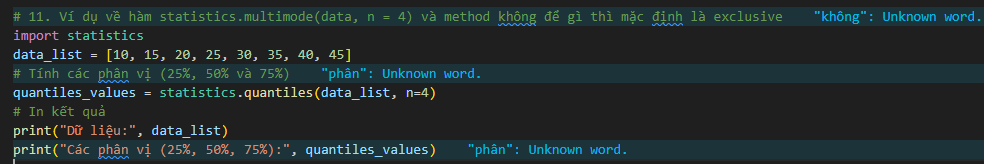 # 11. Ví dụ về hàm statistics.multimode(data, n = 4) và method không để gì thì mặc định là exclusive "không": Unknown word.
import statistics
data_list = [10, 15, 20, 25, 30, 35, 40, 45]
# Tính các phân vị (25%, 50% và 75%) "phân": Unknown word.
quantiles_values = statistics.quantiles(data_list, n=4)
# In kết quả
print("Dữ liệu:", data_list)
print("Các phân vị (25%, 50%, 75%):", quantiles_values) "phân": Unknown word.